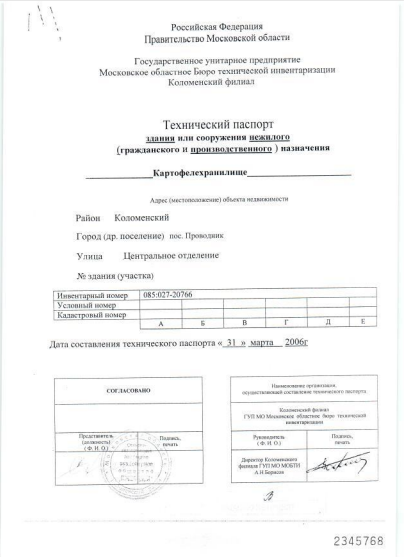 Российская Федерация
Правительство Московской области
Государственное унитарное предприятие
Московское областное Бюро технической инвентаризации
Коломенский филиал
Технический паспорт
здания или сооружения нежилого
(гражданского и производственного ) назначения
Картофелехранилище
Адрес (местоположение) объекта недвижимости
Район Коломенский
Город (др. поселение) пос. Проводник
Улица Центральное отделение
№ здания (участка)
Инвентарный номер 085:027-20766
Условный номер
Кадастровый номер
А Б В Г Д Е
Дата составления технического паспорта « 31 » марта 2006г
СОГЛАСОВАНО
Представитель
(должность)
( Ф. И. О.)
Подпись,
печать
Наименование организации,
осуществляющей составление технического паспорта
Коломенский филиал
ГУП МО Московское областное бюро технической
инвентаризации
Руководитель
( Ф. И. О.)
Подпись,
печать
Директор Коломенского
филиала ГУП МО МОБТИ
А.Н.Борисов
2345768